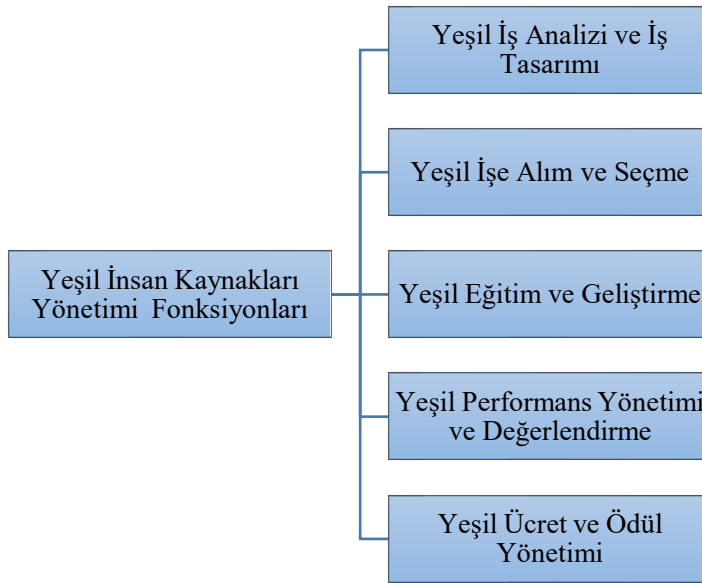 Yeşil İş Analizi ve İş
Tasarımı
Yeşil İşe Alım ve Seçme
Yeşil İnsan Kaynakları
Yönetimi Fonksiyonları
Yeşil Eğitim ve Geliştirme
Yeşil Performans Yönetimi
ve Değerlendirme
Yeşil Ücret ve Ödül
Yönetimi